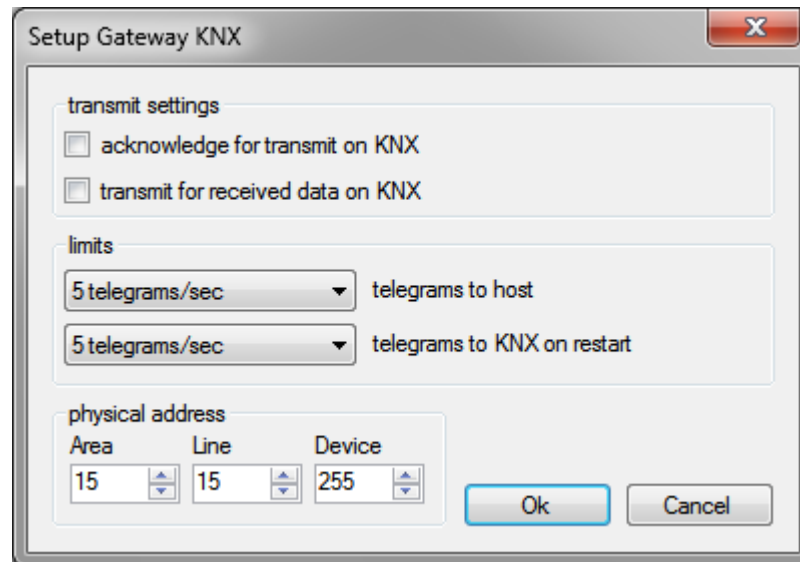 Setup Gateway KNX
transmit settings
acknowledge for transmit on KNX
transmit for received data on KNX
limits
5 telegrams/sec telegrams to host
5 telegrams/sec telegrams to KNX on restart
physical address
Area Line Device
15 15 255
Ok Cancel